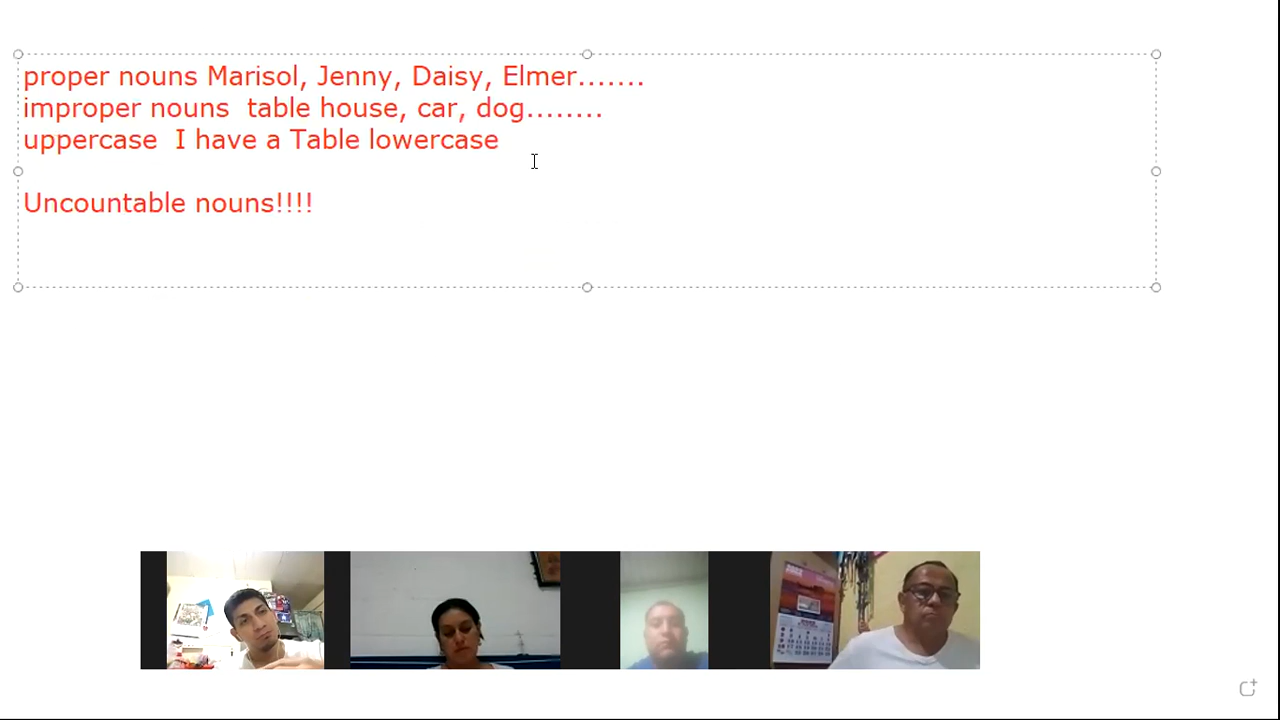 proper nouns Marisol, Jenny, Daisy, Elmer.......
improper nouns  table house, car, dog........
uppercase  I have a Table lowercase
Uncountable nouns!!!!